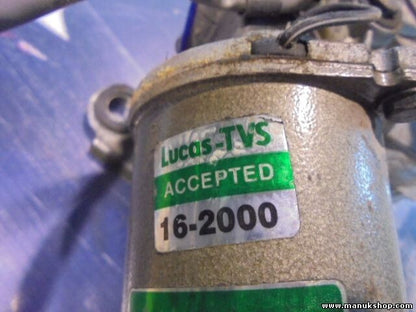 Lucas-TVS
ACCEPTED
16-2000
www.manukshop.com